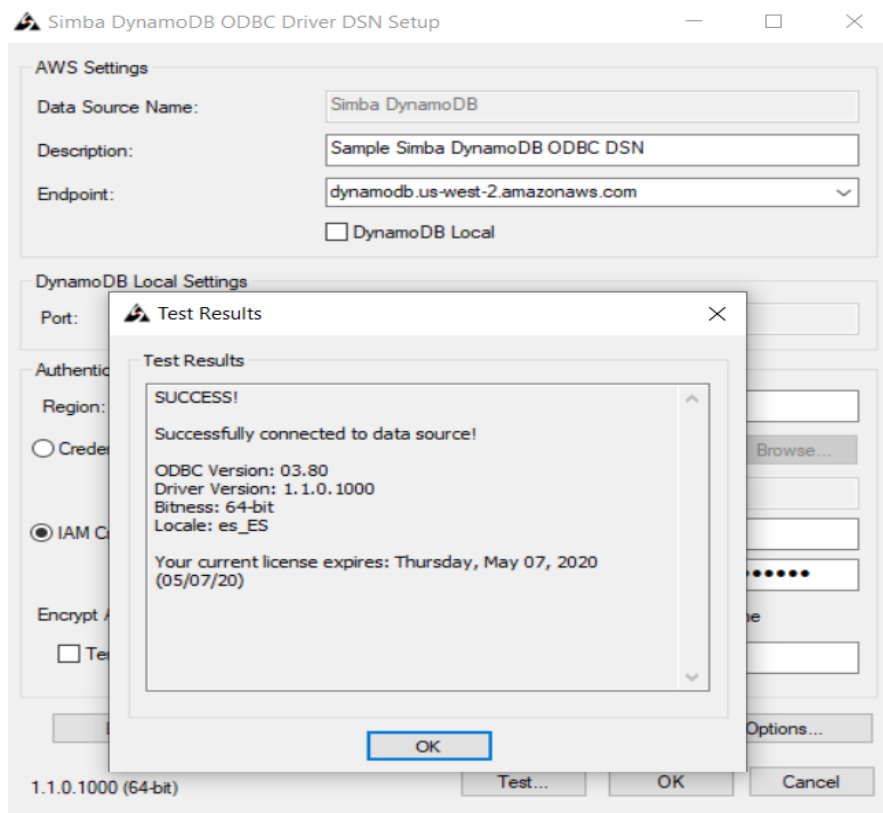 Simba DynamoDB ODBC Driver DSN Setup
AWS Settings
Data Source Name:
Simba DynamoDB
Description:
Sample Simba DynamoDB ODBC DSN
Endpoint:
dynamodb.us-west-2.amazonaws.com
DynamoDB Local
DynamoDB Local Settings
Port:
Region:
Browse...
IAM
Encrypt
Test Results
Test Results
SUCCESS!
Successfully connected to data source!
ODBC Version: 03.80
Driver Version: 1.1.0.1000
Bitness: 64-bit
Locale: es_ES
Your current license expires: Thursday, May 07, 2020
(05/07/20)
OK
Options...
1.1.0.1000 (64-bit)
Test...
OK
Cancel